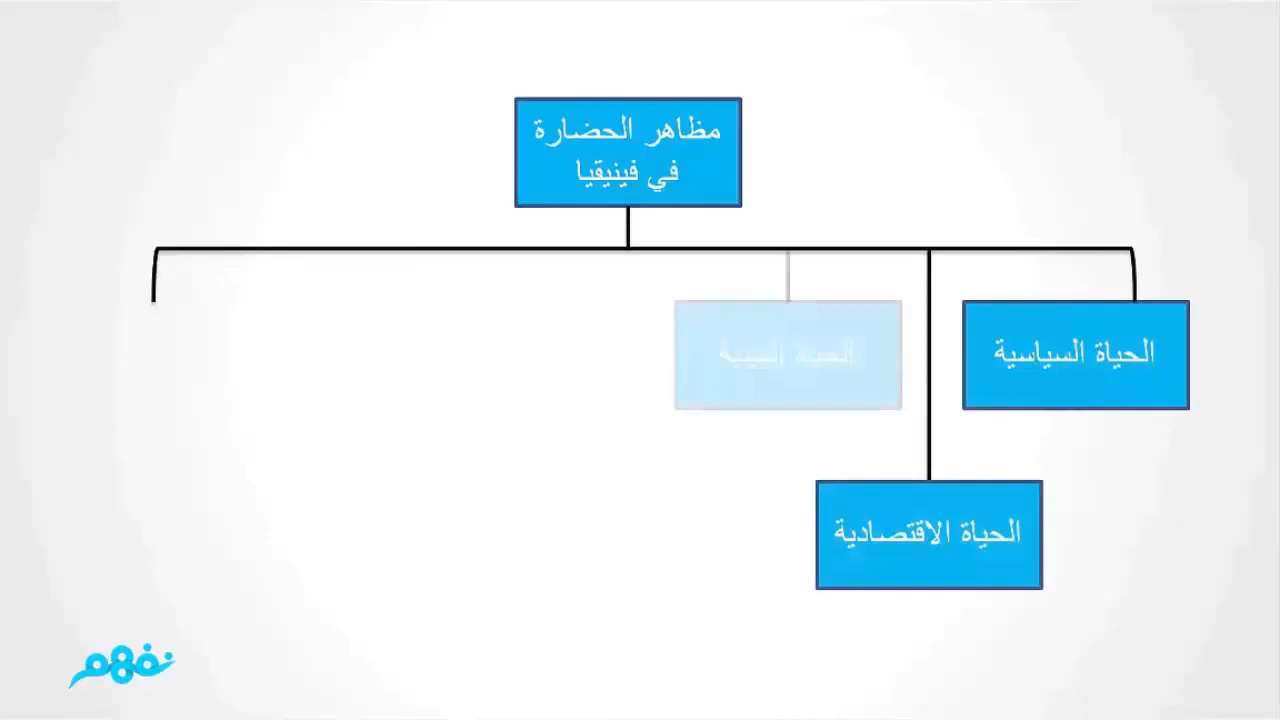 مظاهر الحضارة
في فينيقيا
الحياة السياسية
الحياة الاقتصادية
نفهم